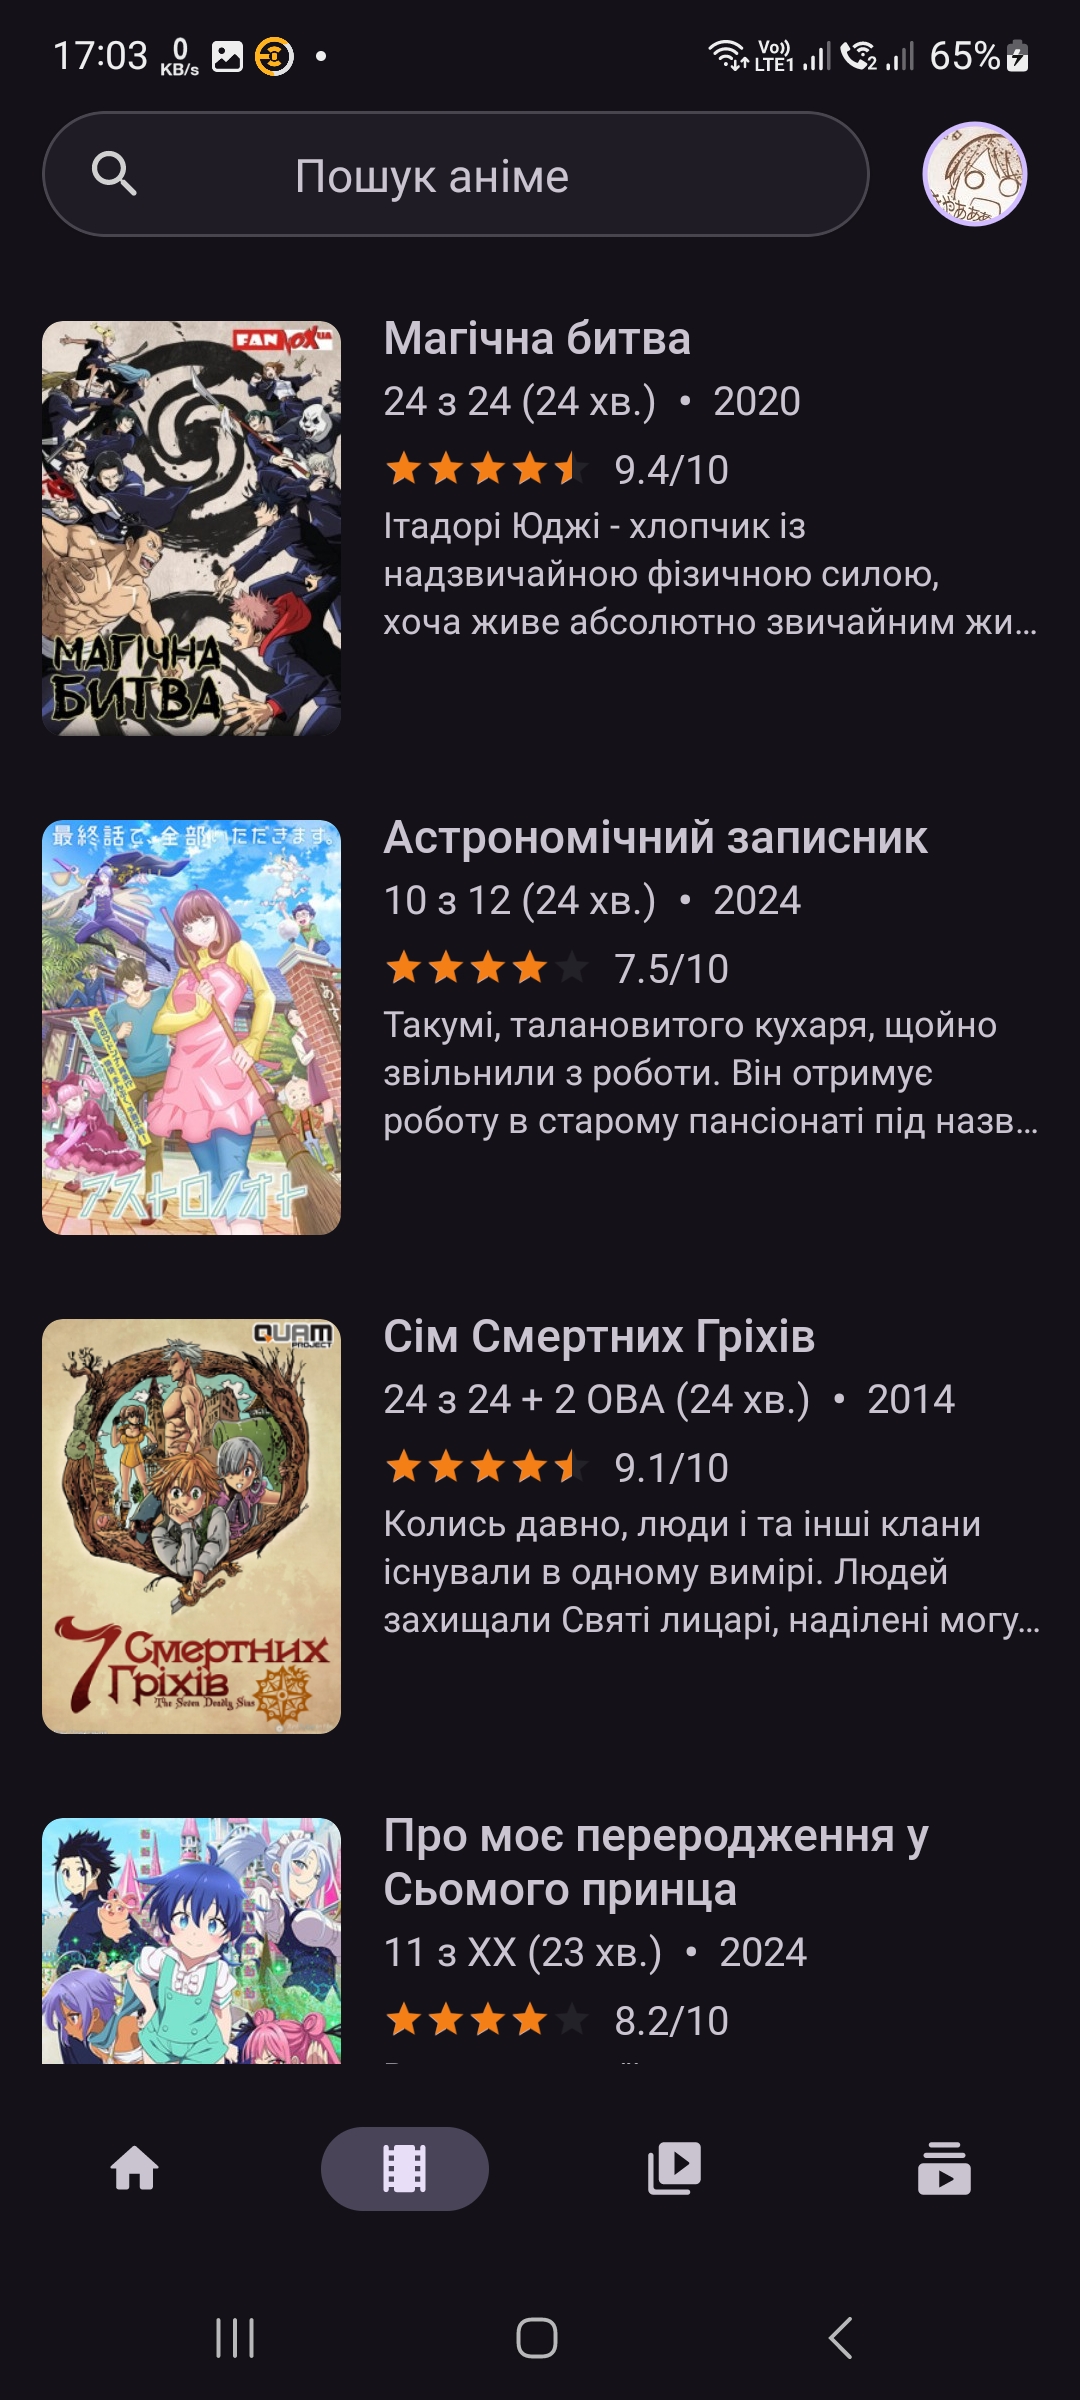 17:03
0
KB/s
Vo))
LTE1
2
65%
Пошук аніме
FANVOXUA
МАГІЧНА
БИТВА
Магічна битва
24 з 24 (24 хв.) • 2020
9.4/10
Ітадорі Юджі - хлопчик із
надзвичайною фізичною силою,
хоча живе абсолютно звичайним жи...
最終話で、全部いただきます。
アストロノオト
Астрономічний записник
10 з 12 (24 хв.) • 2024
7.5/10
Такумі, талановитого кухаря, щойно
звільнили з роботи. Він отримує
роботу в старому пансіонаті під назв...
QUAM
PROJECT
7 Смертних
Гріхів
The Seven Deadly Sins
Сім Смертних Гріхів
24 з 24 + 2 ОВА (24 хв.) • 2014
9.1/10
Колись давно, люди і та інші клани
існували в одному вимірі. Людей
захищали Святі лицарі, наділені могу...
Про моє переродження у
Сьомого принца
11 з XX (23 хв.) • 2024
8.2/10